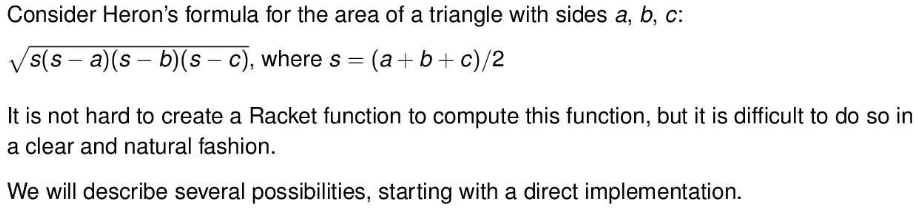 Consider Heron's formula for the area of a triangle with sides a, b, c:
√s(s − a)(s − b)(s − c), where s = (a + b + c)/2
It is not hard to create a Racket function to compute this function, but it is difficult to do so in
a clear and natural fashion.
We will describe several possibilities, starting with a direct implementation.